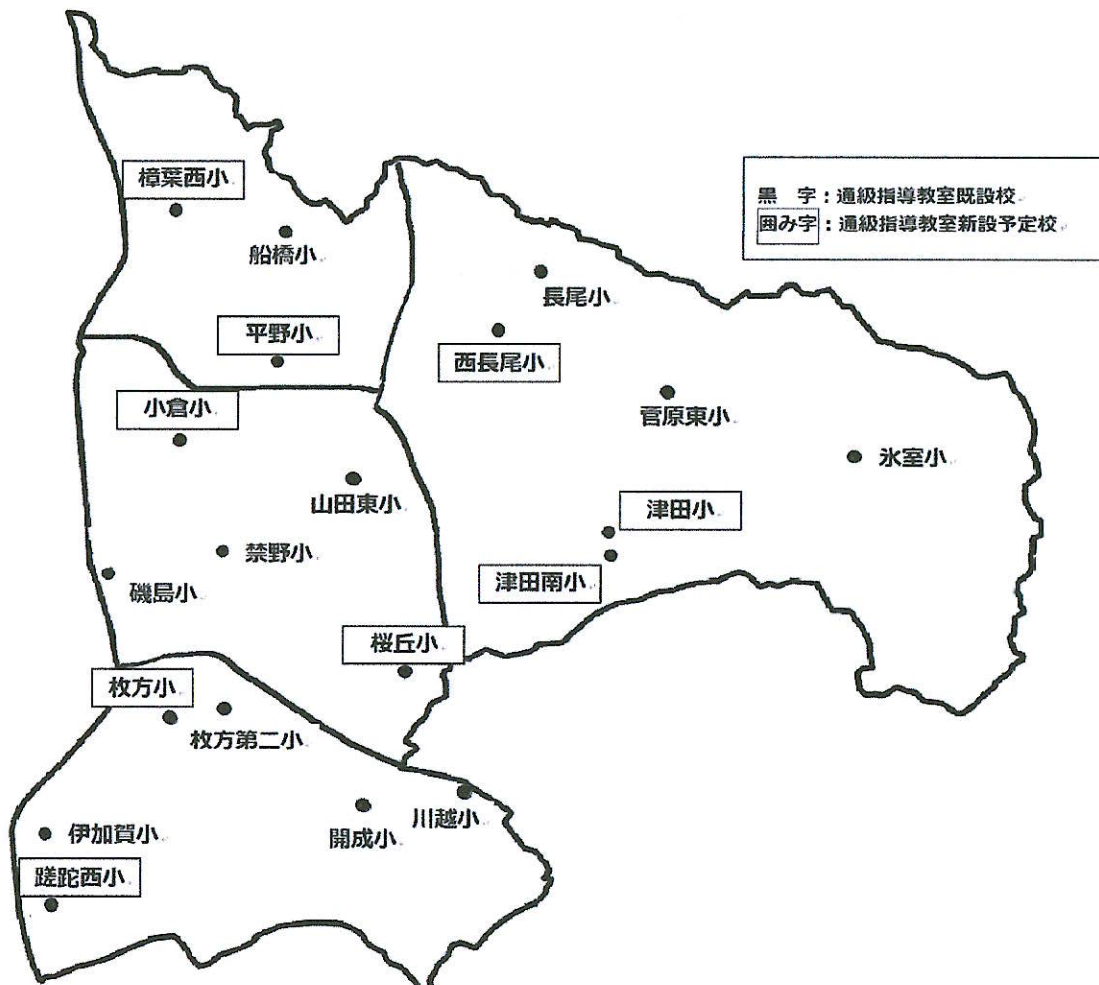 樟葉西小
船橋小
平野小
黒　字：通級指導教室既設校
囲み字：通級指導教室新設予定校
長尾小
西長尾小
菅原東小
氷室小
津田小
津田南小
小倉小
山田東小
禁野小
磯島小
桜丘小
枚方小
枚方第二小
川越小
開成小
伊加賀小
蹉跎西小